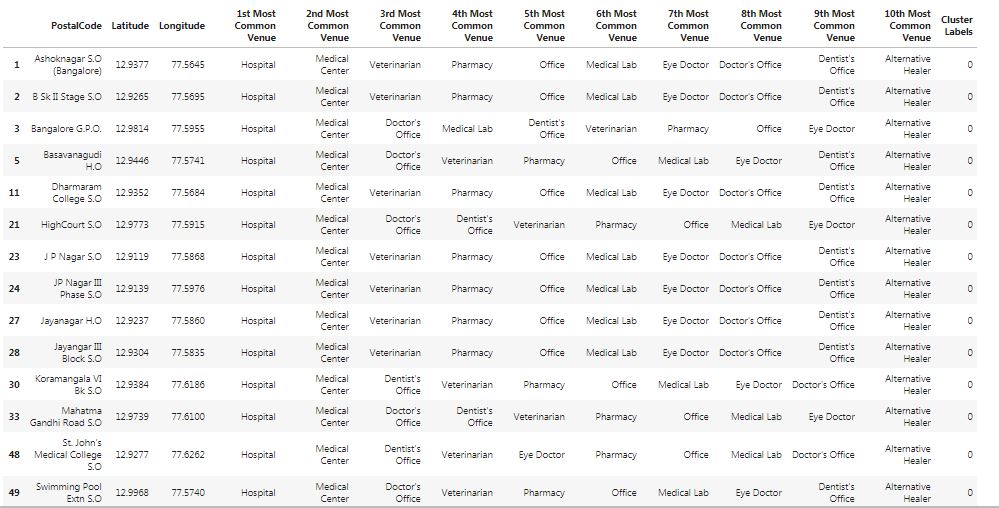 PostalCode Latitude Longitude 1st Most Common Venue 2nd Most Common Venue 3rd Most Common Venue 4th Most Common Venue 5th Most Common Venue 6th Most Common Venue 7th Most Common Venue 8th Most Common Venue 9th Most Common Venue 10th Most Common Venue Cluster Labels
1 Ashoknagar S.O (Bangalore) 12.9377 77.5645 Hospital Medical Center Veterinarian Pharmacy Office Medical Lab Eye Doctor Doctor's Office Dentist's Office Alternative Healer 0
2 B Sk II Stage S.O 12.9265 77.5695 Hospital Medical Center Veterinarian Pharmacy Office Medical Lab Eye Doctor Doctor's Office Dentist's Office Alternative Healer 0
3 Bangalore G.P.O. 12.9814 77.5955 Hospital Medical Center Doctor's Office Medical Lab Dentist's Office Veterinarian Pharmacy Office Eye Doctor Alternative Healer 0
5 Basavanagudi H.O 12.9446 77.5741 Hospital Medical Center Doctor's Office Veterinarian Pharmacy Office Medical Lab Eye Doctor Dentist's Office Alternative Healer 0
11 Dharmaram College S.O 12.9352 77.5684 Hospital Medical Center Veterinarian Pharmacy Office Medical Lab Eye Doctor Doctor's Office Dentist's Office Alternative Healer 0
21 HighCourt S.O 12.9773 77.5915 Hospital Medical Center Doctor's Office Dentist's Office Veterinarian Pharmacy Office Medical Lab Eye Doctor Alternative Healer 0
23 J P Nagar S.O 12.9119 77.5868 Hospital Medical Center Veterinarian Pharmacy Office Medical Lab Eye Doctor Doctor's Office Dentist's Office Alternative Healer 0
24 JP Nagar III Phase S.O 12.9139 77.5976 Hospital Medical Center Veterinarian Pharmacy Office Medical Lab Eye Doctor Doctor's Office Dentist's Office Alternative Healer 0
27 Jayanagar H.O 12.9237 77.5860 Hospital Medical Center Veterinarian Pharmacy Office Medical Lab Eye Doctor Doctor's Office Dentist's Office Alternative Healer 0
28 Jayangar III Block S.O 12.9304 77.5835 Hospital Medical Center Veterinarian Pharmacy Office Medical Lab Eye Doctor Doctor's Office Dentist's Office Alternative Healer 0
30 Koramangala VI Bk S.O 12.9384 77.6186 Hospital Medical Center Dentist's Office Veterinarian Pharmacy Office Medical Lab Eye Doctor Doctor's Office Alternative Healer 0
33 Mahatma Gandhi Road S.O 12.9739 77.6100 Hospital Medical Center Doctor's Office Dentist's Office Veterinarian Pharmacy Office Medical Lab Eye Doctor Alternative Healer 0
48 St. John's Medical College S.O 12.9277 77.6262 Hospital Medical Center Dentist's Office Veterinarian Eye Doctor Pharmacy Office Medical Lab Doctor's Office Alternative Healer 0
49 Swimming Pool Extn S.O 12.9968 77.5740 Hospital Medical Center Doctor's Office Veterinarian Pharmacy Office Medical Lab Eye Doctor Dentist's Office Alternative Healer 0